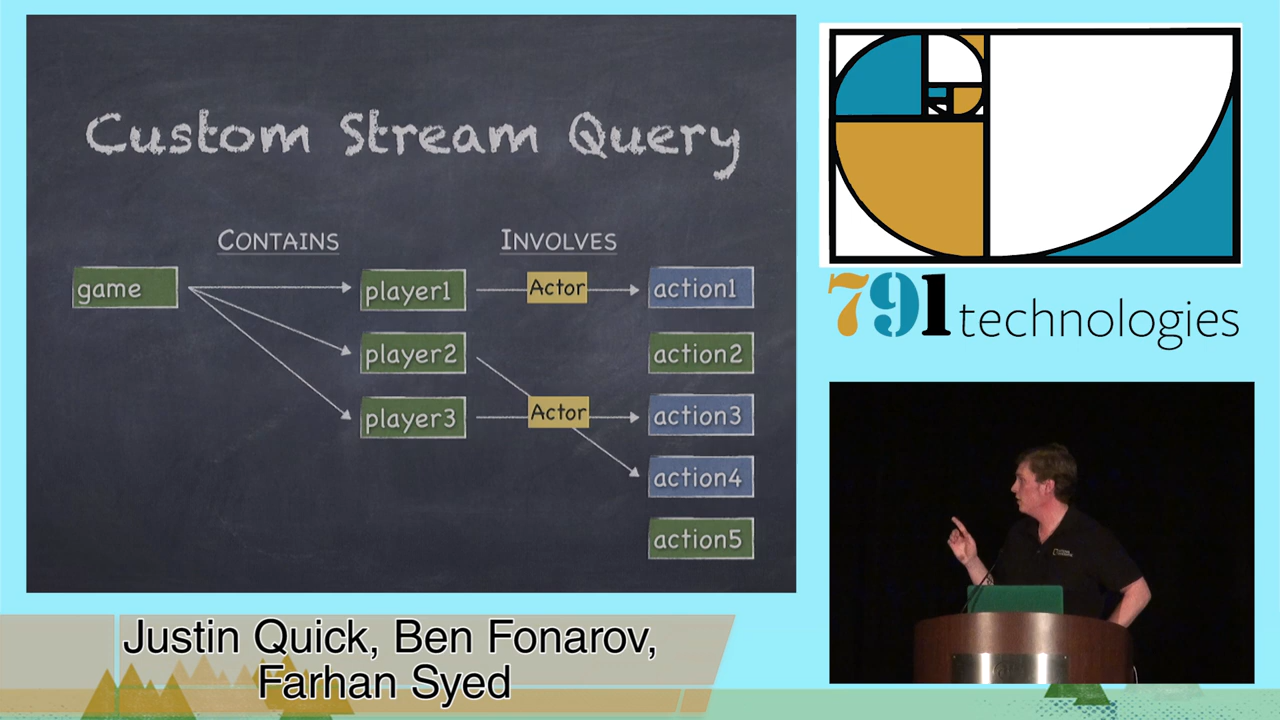 Custom Stream Query
CONTAINS
INVOLVES
game
player1
Actor
action1
player2
action2
player3
Actor
action3
action4
action5
791 technologies
Justin Quick, Ben Fonarov,
Farhan Syed